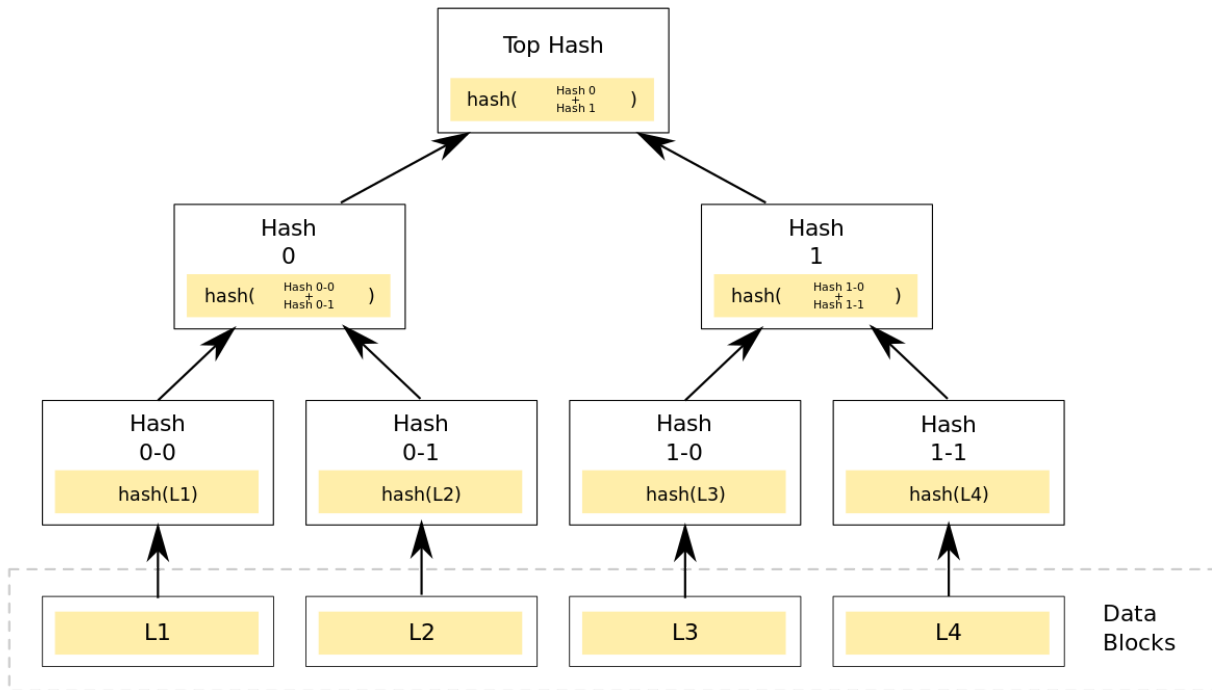 Top Hash
hash( Hash 0 + Hash 1 )
Hash
0
hash( Hash 0-0 + Hash 0-1 )
Hash
1
hash( Hash 1-0 + Hash 1-1 )
Hash
0-0
hash(L1)
Hash
0-1
hash(L2)
Hash
1-0
hash(L3)
Hash
1-1
hash(L4)
L1
L2
L3
L4
Data
Blocks